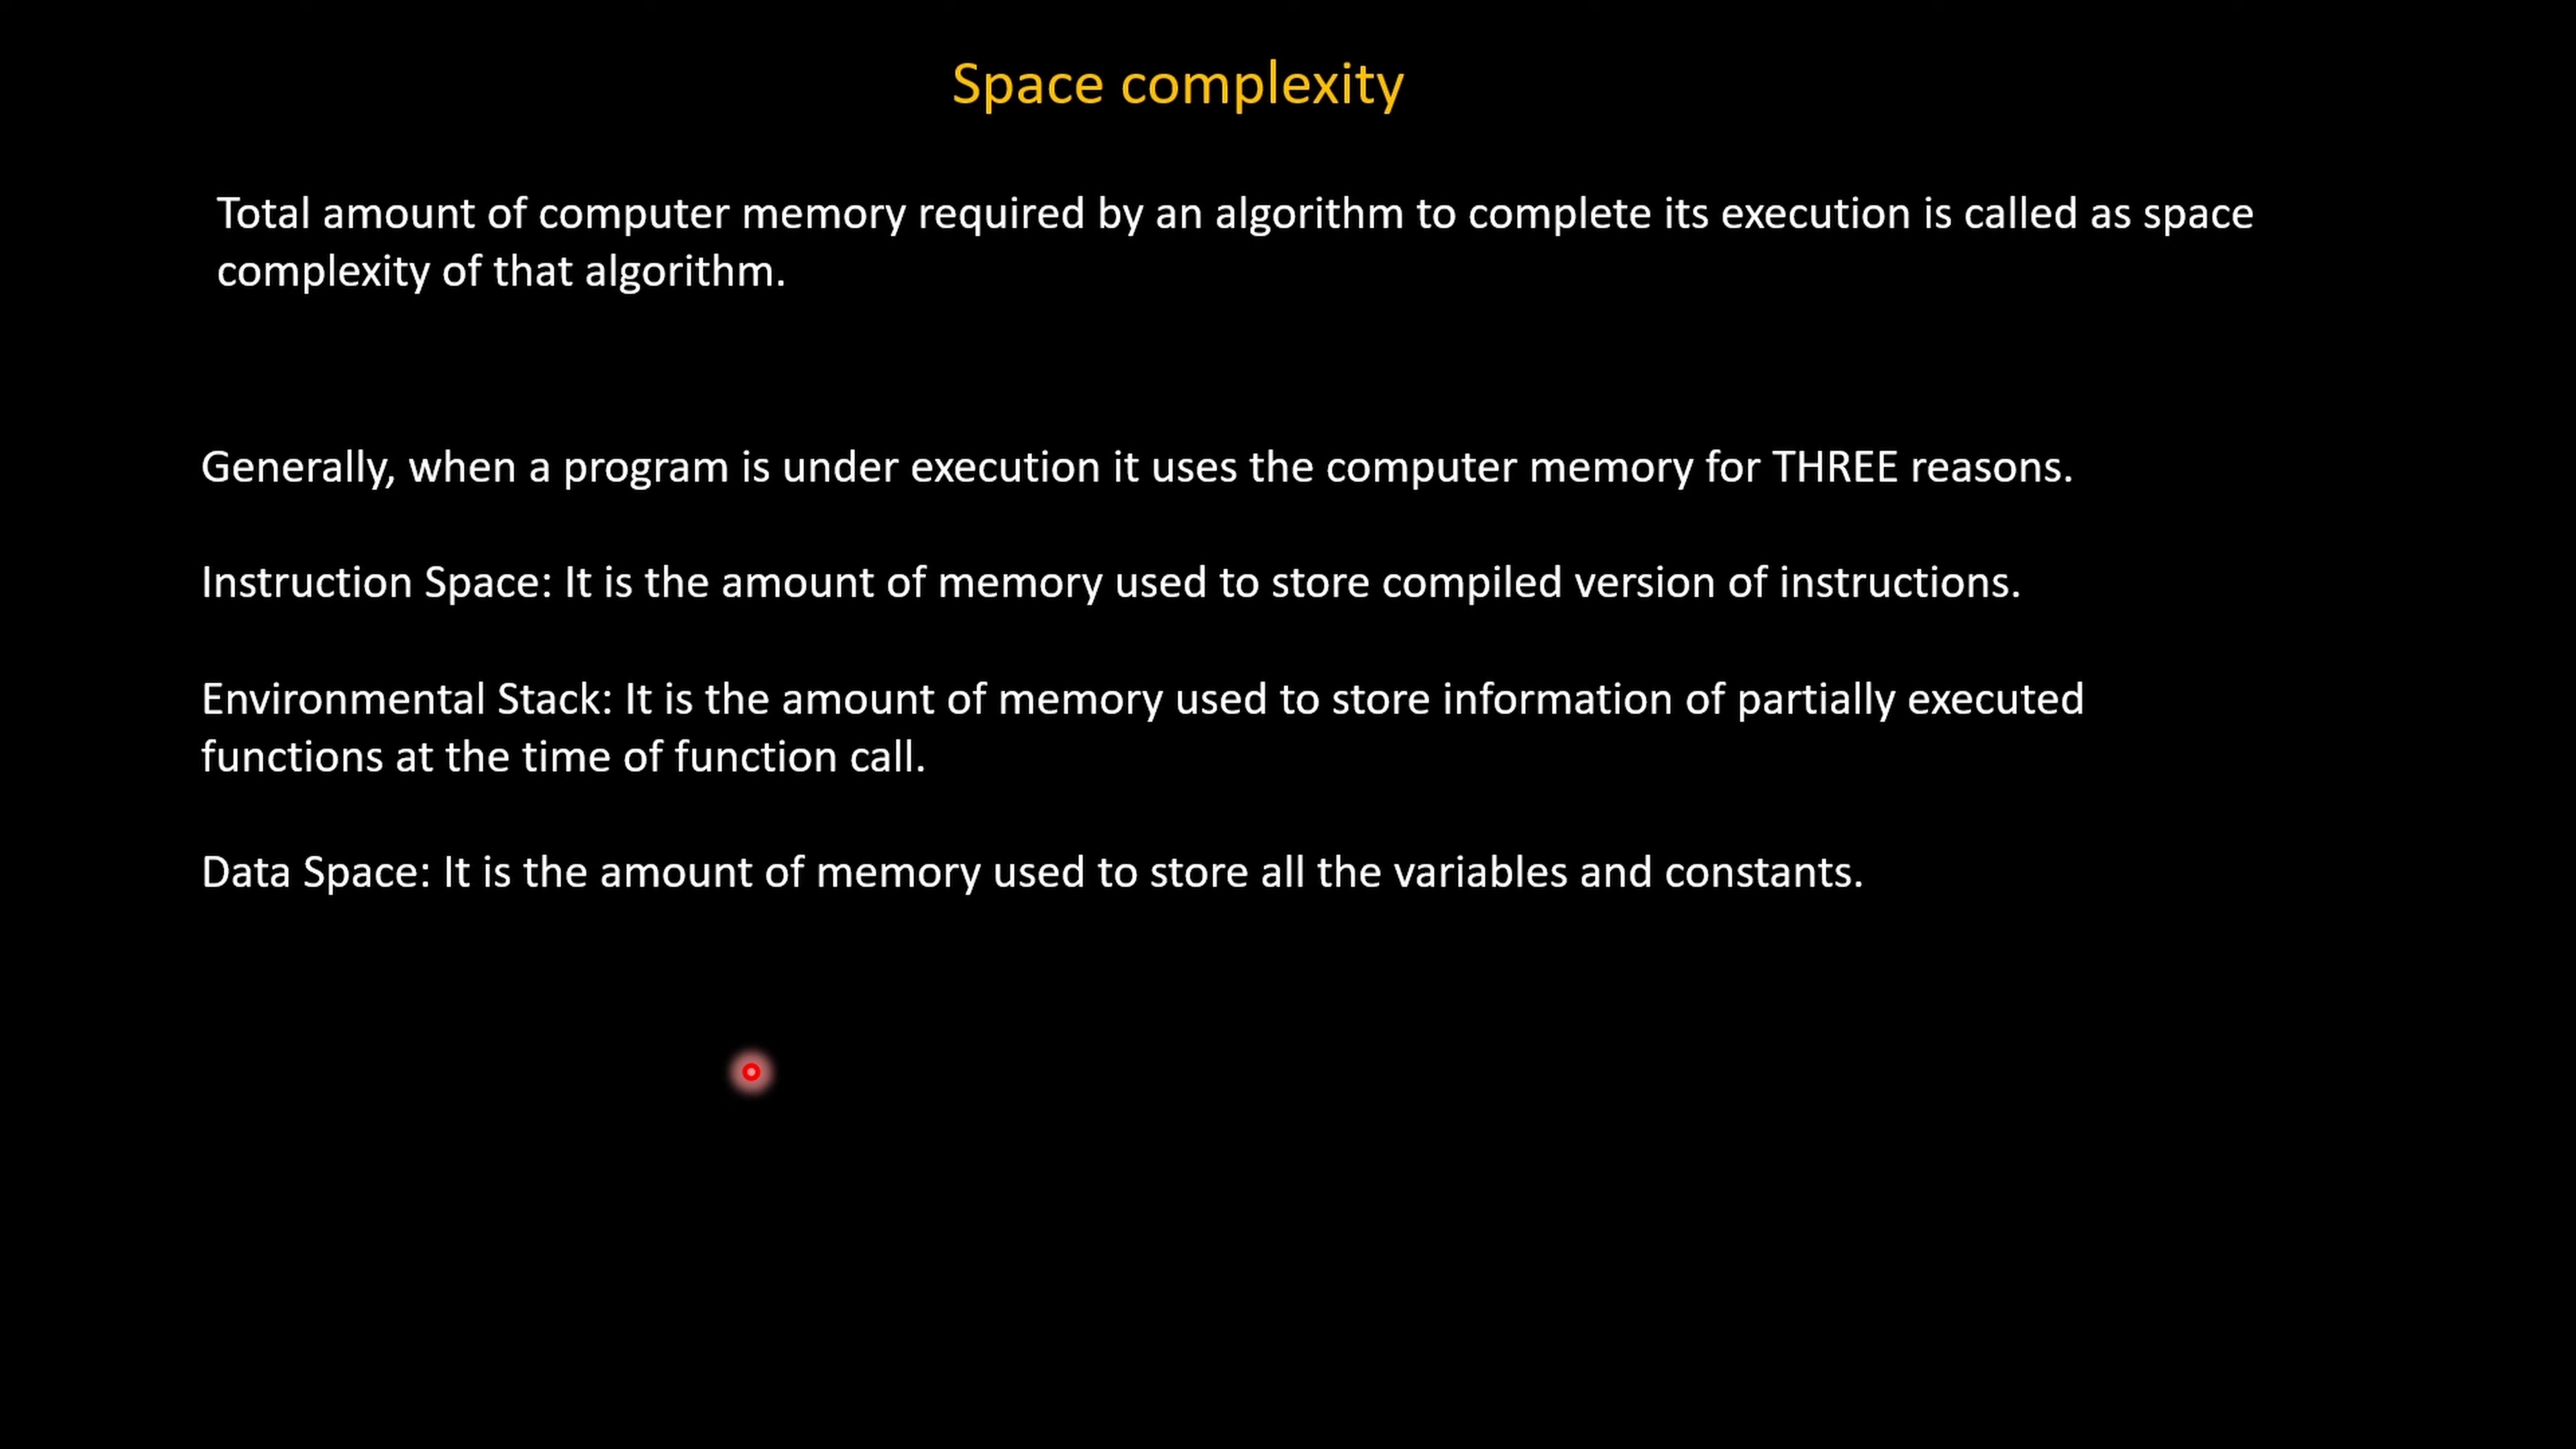 Space complexity
Total amount of computer memory required by an algorithm to complete its execution is called as space
complexity of that algorithm.
Generally, when a program is under execution it uses the computer memory for THREE reasons.
Instruction Space: It is the amount of memory used to store compiled version of instructions.
Environmental Stack: It is the amount of memory used to store information of partially executed
functions at the time of function call.
Data Space: It is the amount of memory used to store all the variables and constants.